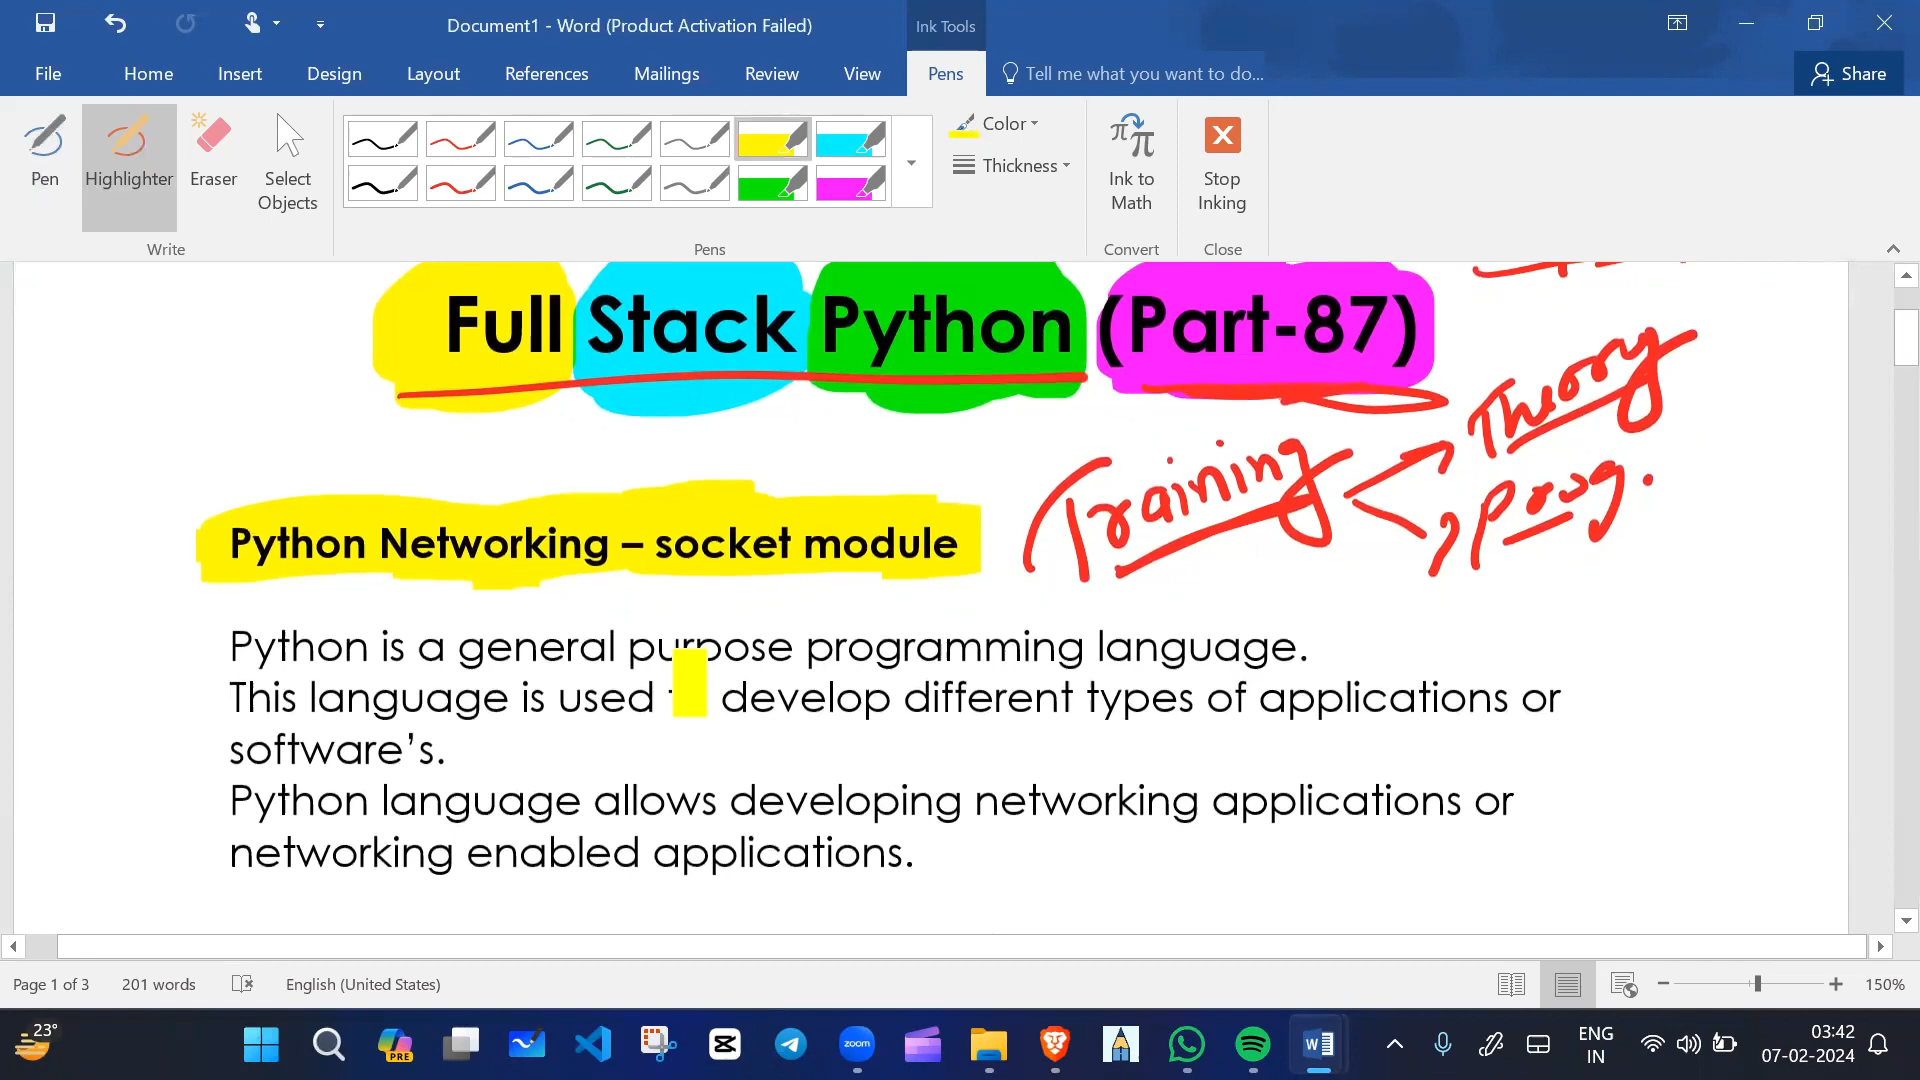 Document1 - Word (Product Activation Failed)
Ink Tools
File Home Insert Design Layout References Mailings Review View Pens Tell me what you want to do... Share
Pen Highlighter Eraser Select Objects
Color
Thickness
Ink to Math
Stop Inking
Write Pens Convert Close
Full Stack Python (Part-87)
Theory
Training
Prog.
Python Networking – socket module
Python is a general purpose programming language.
This language is used develop different types of applications or
software’s.
Python language allows developing networking applications or
networking enabled applications.
Page 1 of 3 201 words English (United States) 150%
23°
PRE
zoom
W
ENG
IN
03:42
07-02-2024